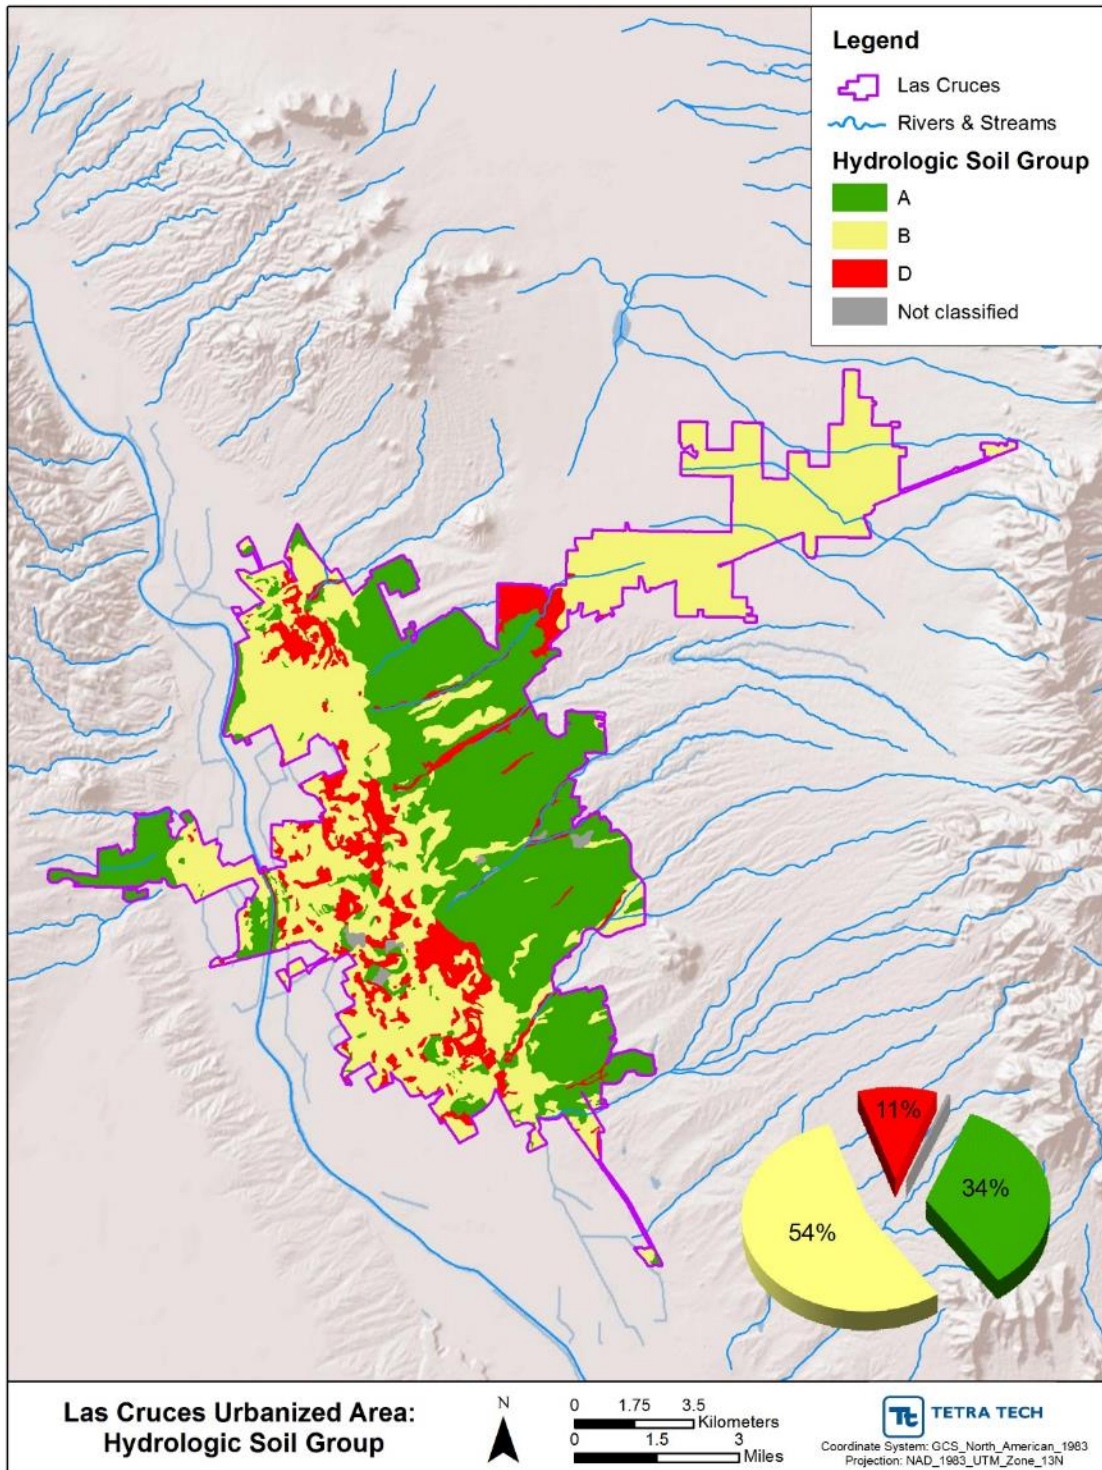 Legend
Las Cruces
Rivers & Streams
Hydrologic Soil Group
A
B
D
Not classified
11%
34%
54%
Las Cruces Urbanized Area:
Hydrologic Soil Group
N
0 1.75 3.5
Kilometers
0 1.5 3
Miles
Tt TETRA TECH
Coordinate System: GCS_North_American_1983
Projection: NAD_1983_UTM_Zone_13N